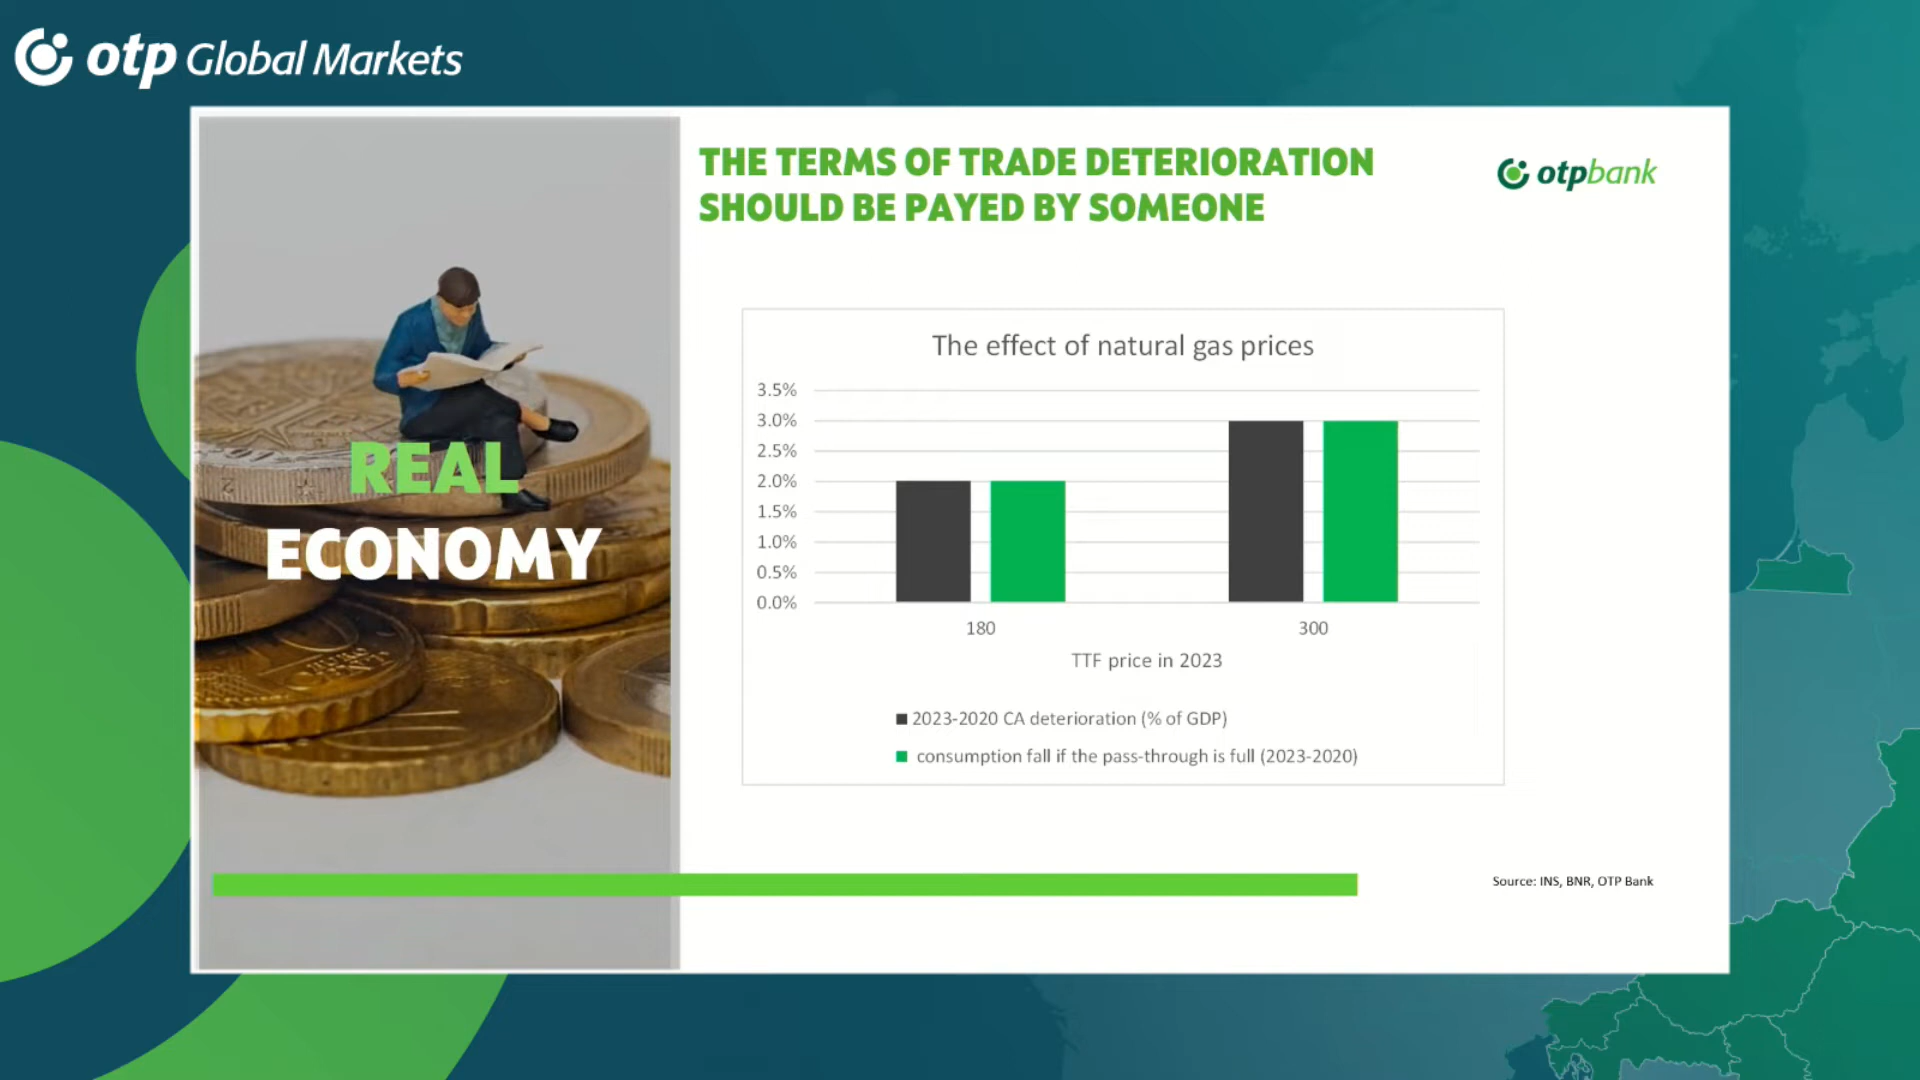 otp Global Markets
THE TERMS OF TRADE DETERIORATION
SHOULD BE PAYED BY SOMEONE
otpbank
REAL
ECONOMY
The effect of natural gas prices
3.5%
3.0%
2.5%
2.0%
1.5%
1.0%
0.5%
0.0%
180 300
TTF price in 2023
2023-2020 CA deterioration (% of GDP)
consumption fall if the pass-through is full (2023-2020)
Source: INS, BNR, OTP Bank